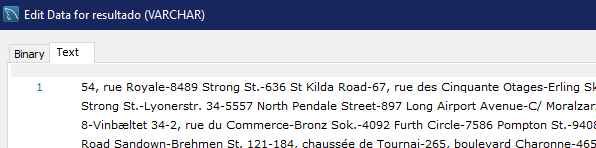 Edit Data for resultado (VARCHAR)
Binary Text
1 54, rue Royale-8489 Strong St.-636 St Kilda Road-67, rue des Cinquante Otages-Erling
Strong St.-Lyonerstr. 34-5557 North Pendale Street-897 Long Airport Avenue-C/
8-Vinbæltet 34-2, rue du Commerce-Bronz Sok.-4092 Furth Circle-7586 Pompton St.-9408
Road Sandown-Brehmen St. 121-184, chaussée de Tournai-265, boulevard Charonne-465